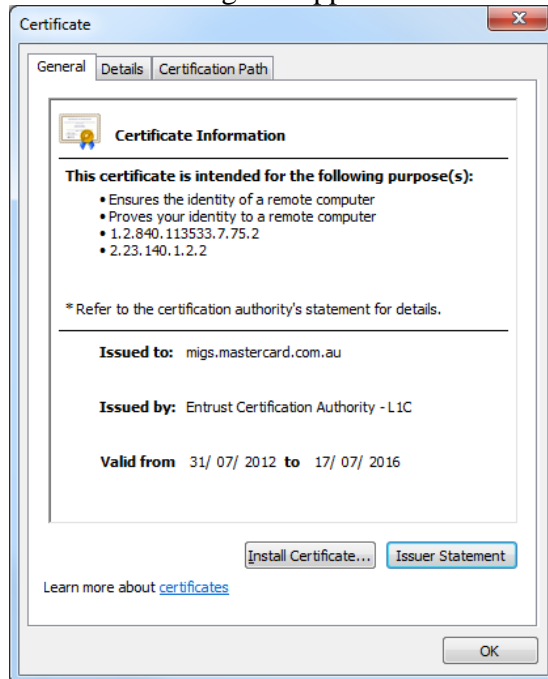 Certificate
General Details Certification Path
Certificate Information
This certificate is intended for the following purpose(s):
• Ensures the identity of a remote computer
• Proves your identity to a remote computer
• 1.2.840.113533.7.75.2
• 2.23.140.1.2.2
* Refer to the certification authority's statement for details.
Issued to: migs.mastercard.com.au
Issued by: Entrust Certification Authority - L1C
Valid from 31/ 07/ 2012 to 17/ 07/ 2016
Install Certificate... Issuer Statement
Learn more about certificates
OK